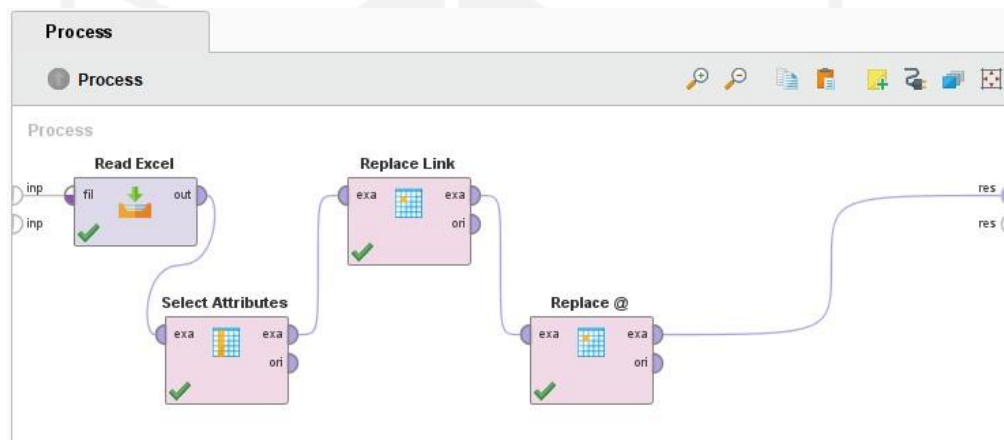 Process
Process
Process
Read Excel
inp
fil
out
inp
Replace Link
exa
exa
ori
res
res
Select Attributes
exa
exa
ori
Replace @
exa
exa
ori